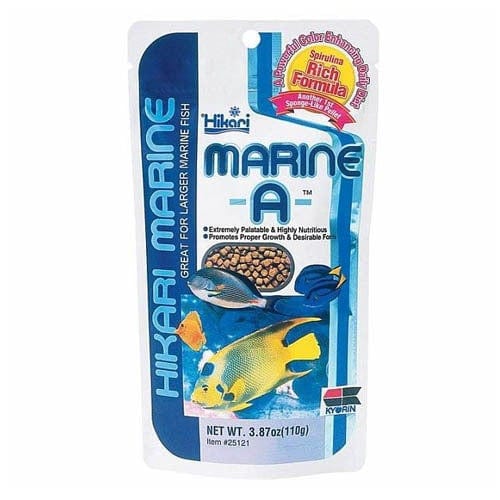 A Powerful Color Enhancing Daily Diet
Spirulina
Rich
Formula
Another 1st
Sponge-Like Pellet
Hikari
MARINE
-A-™
•Extremely Palatable & Highly Nutritious
•Promotes Proper Growth & Desirable Form
HIKARI MARINE
GREAT FOR LARGER MARINE FISH
KYORIN
NET WT. 3.87oz(110g)
Item #25121